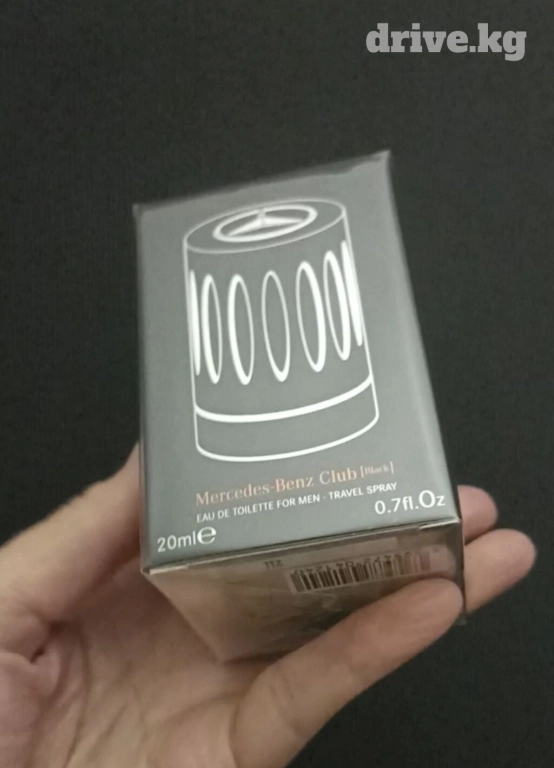 drive.kg
Mercedes-Benz Club [Black]
EAU DE TOILETTE FOR MEN - TRAVEL SPRAY
20ml℮
0.7fl.Oz